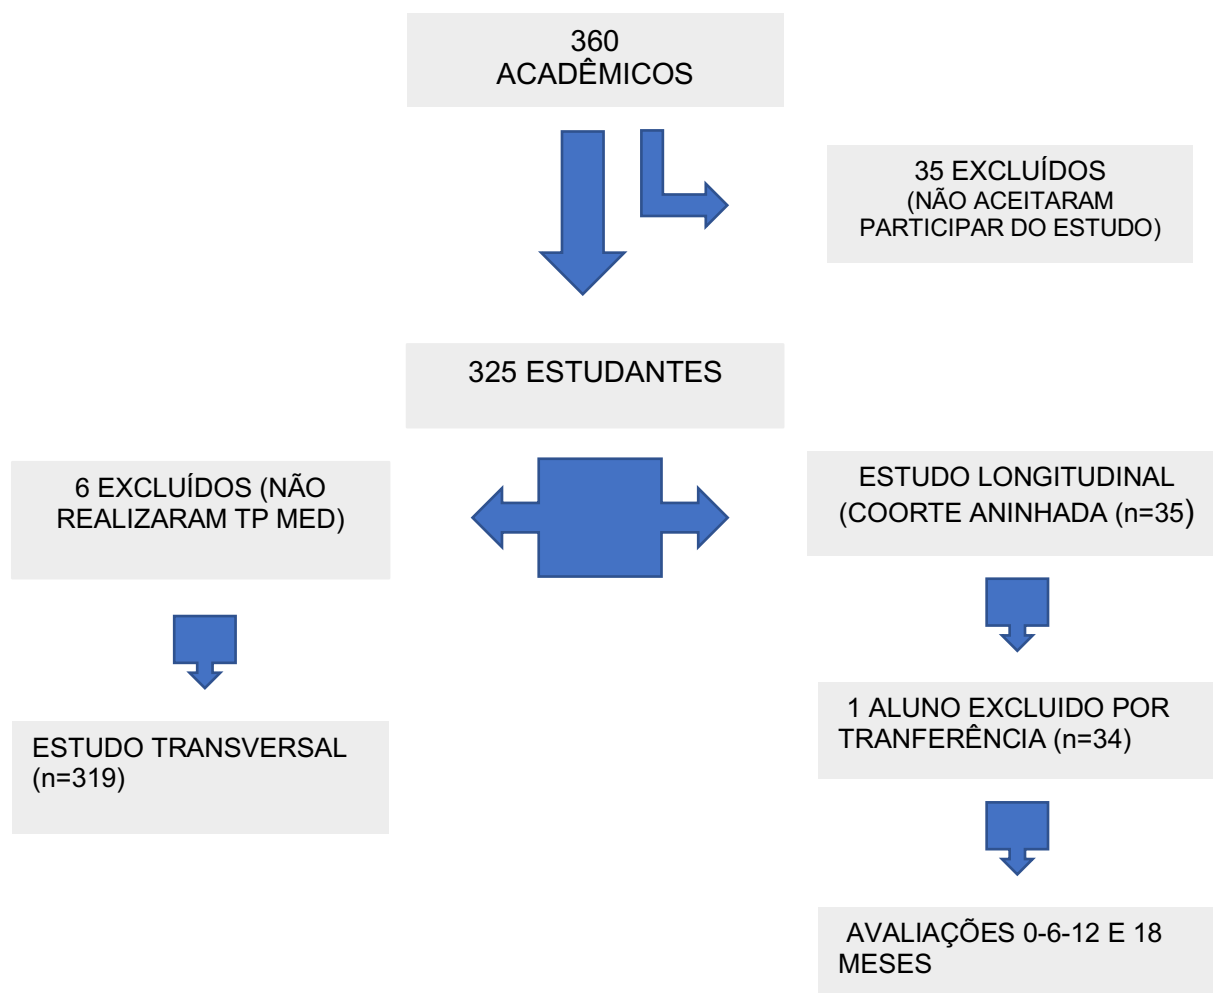 360
ACADÊMICOS
35 EXCLUÍDOS
(NÃO ACEITARAM
PARTICIPAR DO ESTUDO)
325 ESTUDANTES
6 EXCLUÍDOS (NÃO
REALIZARAM TP MED)
ESTUDO TRANSVERSAL
(n=319)
ESTUDO LONGITUDINAL
(COORTE ANINHADA (n=35)
1 ALUNO EXCLUIDO POR
TRANFERÊNCIA (n=34)
AVALIAÇÕES 0-6-12 E 18
MESES